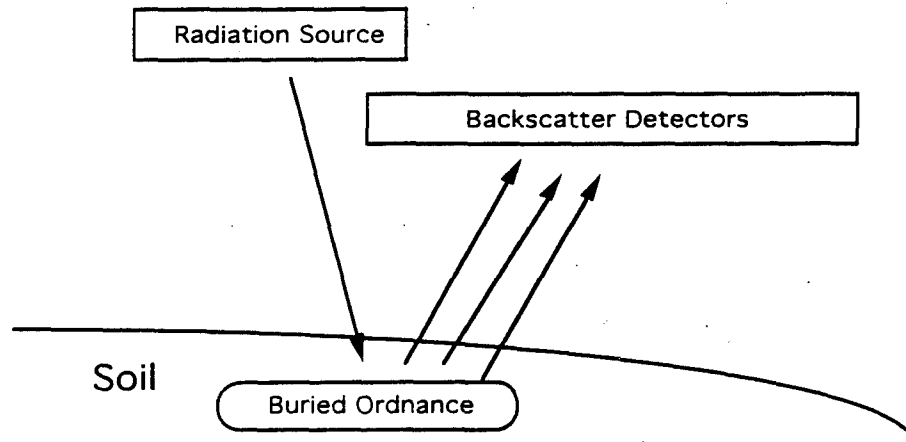 Radiation Source
Backscatter Detectors
Soil
Buried Ordnance